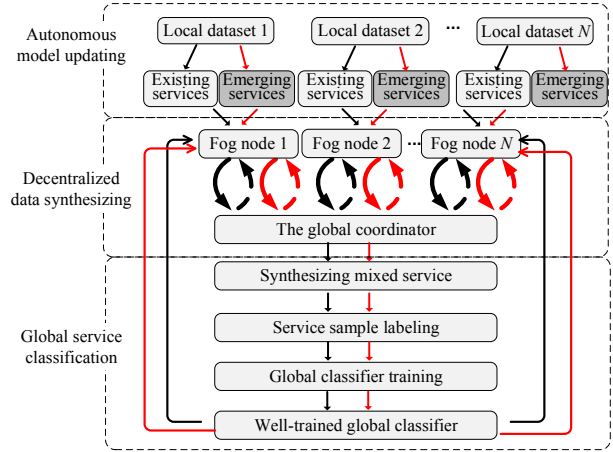 Autonomous
model updating
Local dataset 1
Local dataset 2
...
Local dataset N
Existing
services
Emerging
services
Existing
services
Emerging
services
Existing
services
Emerging
services
Decentralized
data synthesizing
Fog node 1
Fog node 2
...
Fog node N
The global coordinator
Global service
classification
Synthesizing mixed service
Service sample labeling
Global classifier training
Well-trained global classifier